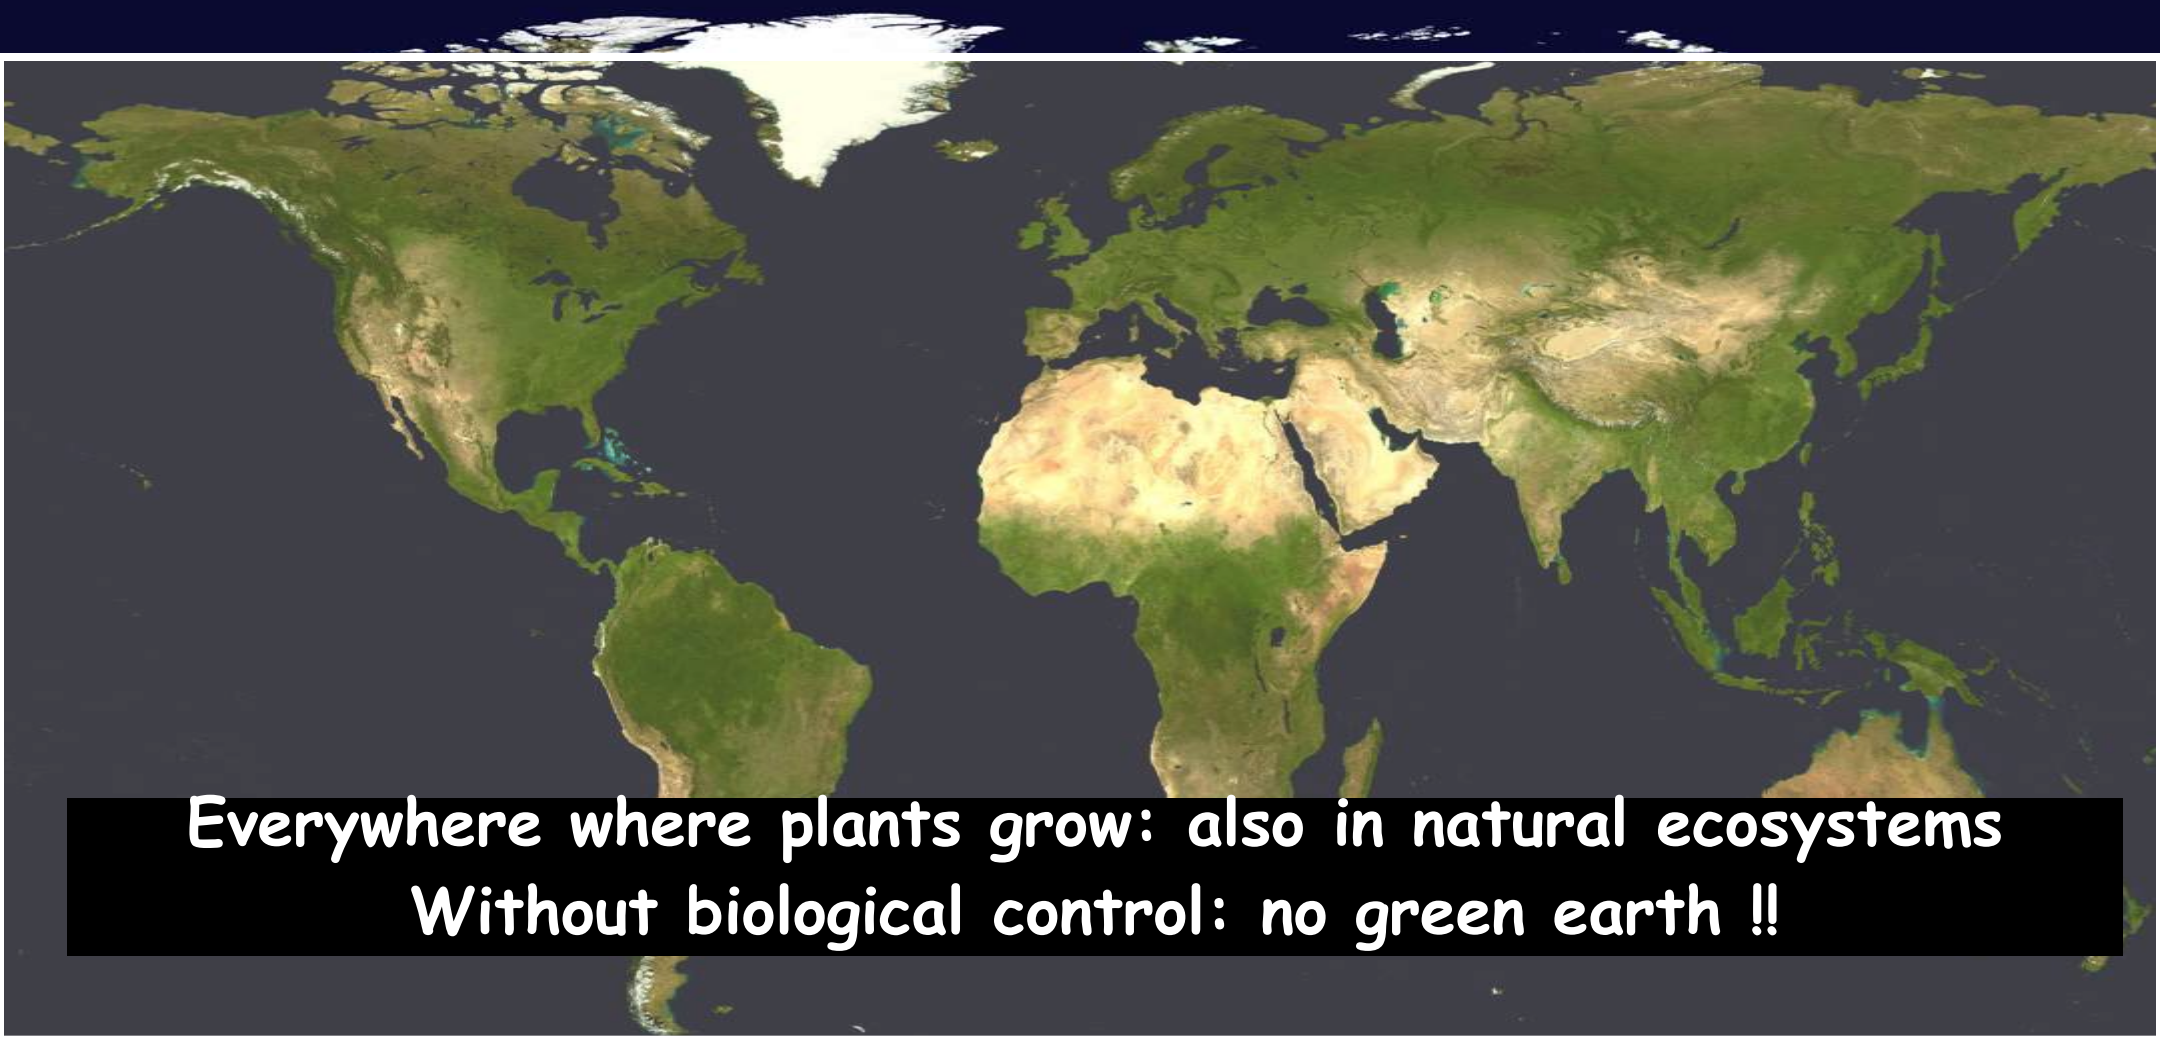 Everywhere where plants grow: also in natural ecosystems
Without biological control: no green earth !!